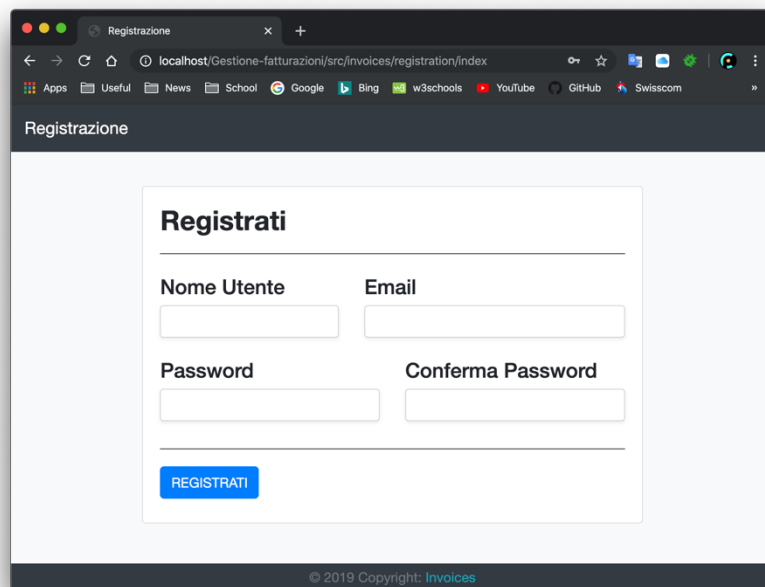 Registrazione
localhost/Gestione-fatturazioni/src/invoices/registration/index
Apps Useful News School Google Bing w3schools YouTube GitHub Swisscom »
Registrazione
Registrati
Nome Utente Email
Password Conferma Password
REGISTRATI
© 2019 Copyright: Invoices